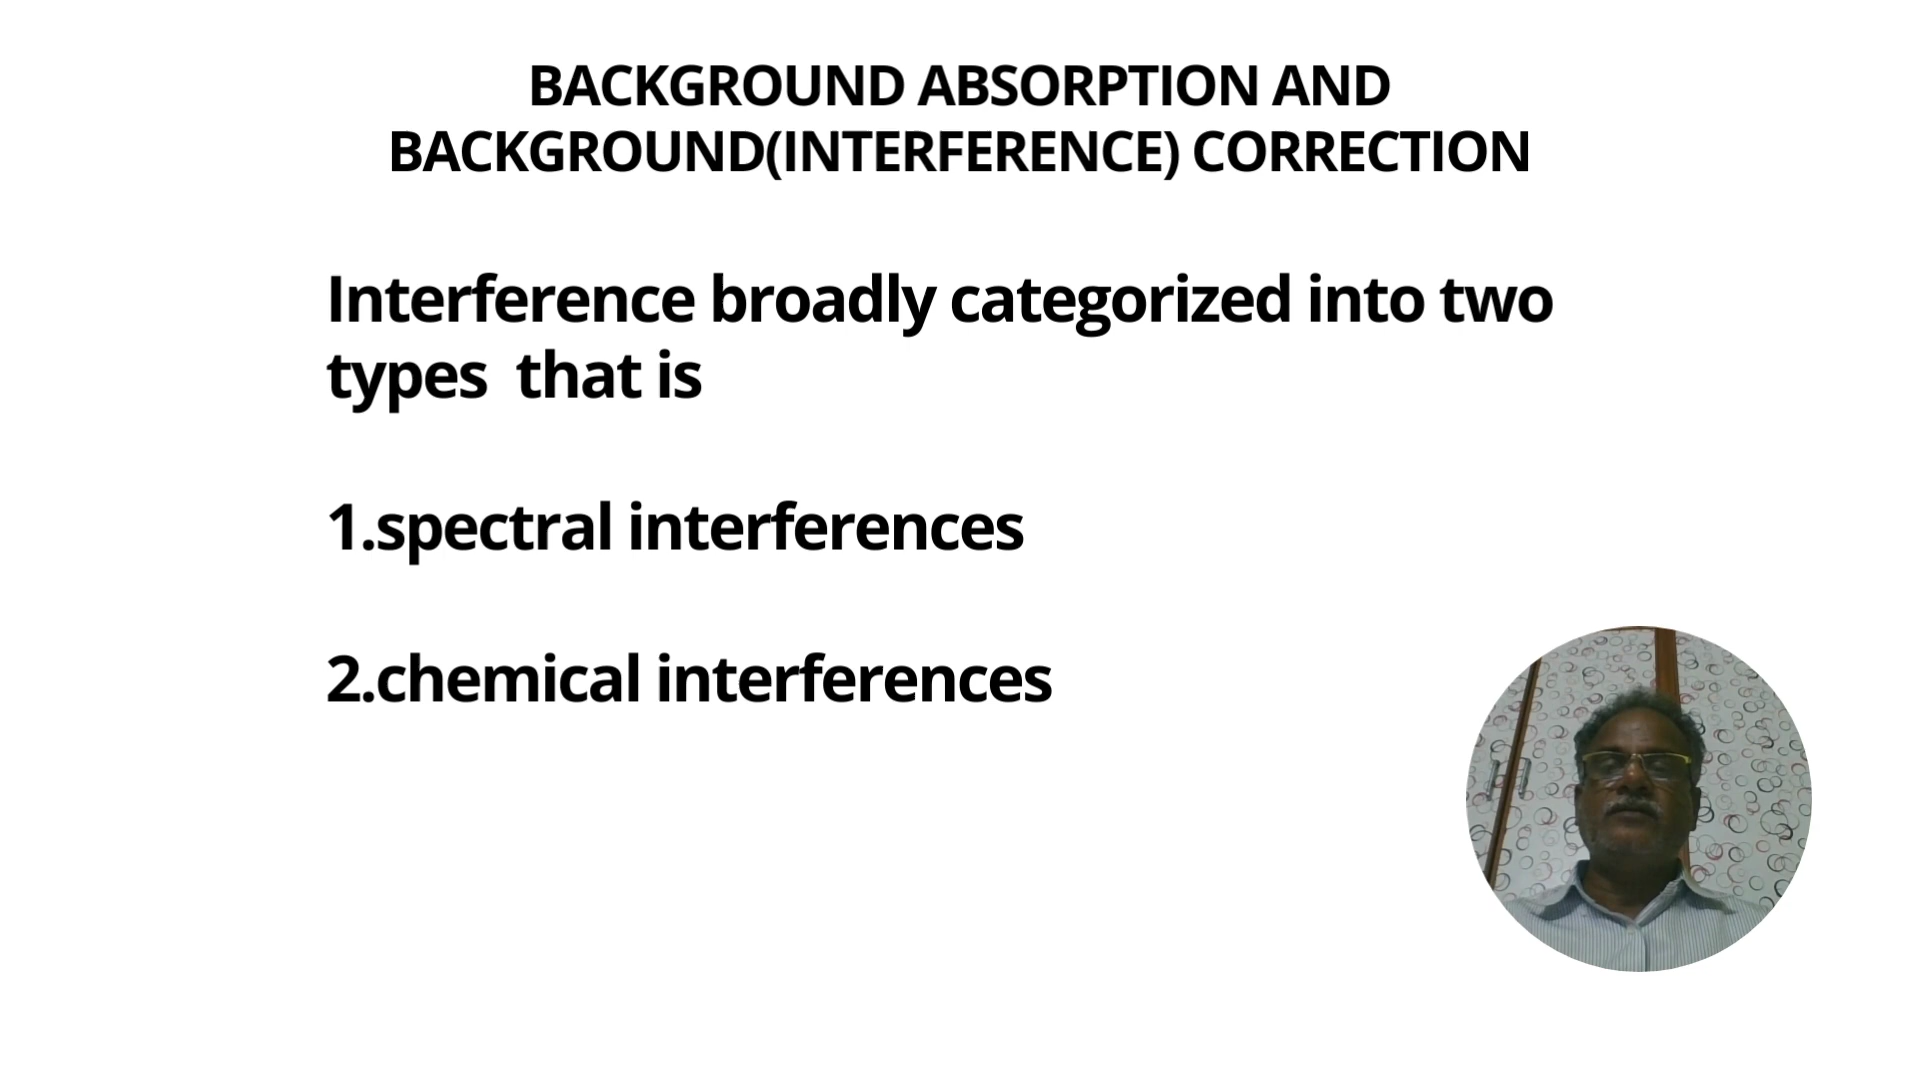 BACKGROUND ABSORPTION AND
BACKGROUND(INTERFERENCE) CORRECTION
Interference broadly categorized into two
types  that is
1.spectral interferences
2.chemical interferences